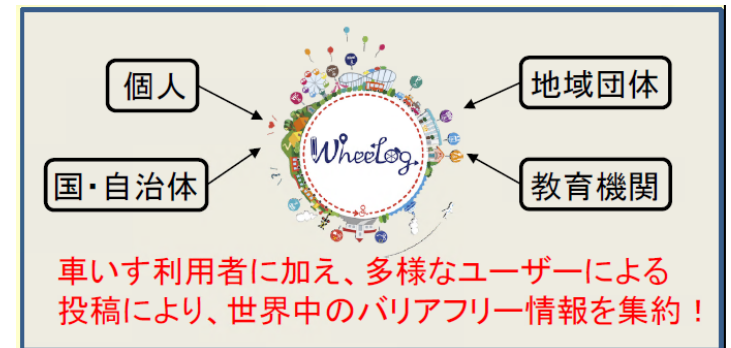 個人
地域団体
WheeLog.
国・自治体
教育機関
車いす利用者に加え、多様なユーザーによる
投稿により、世界中のバリアフリー情報を集約！